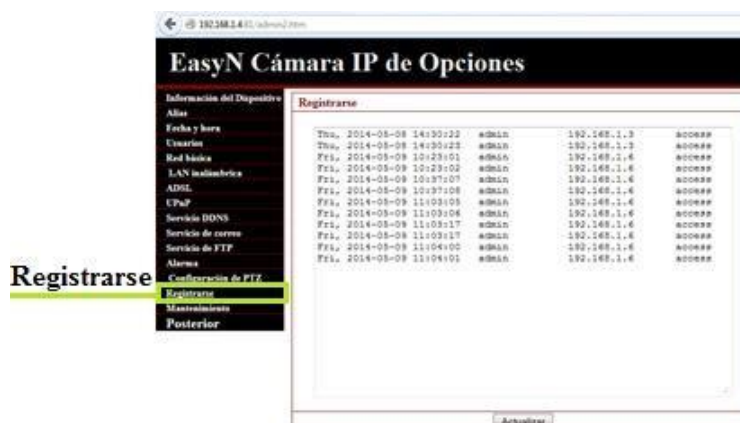 192.168.1.4:81/admin2.htm
EasyN Cámara IP de Opciones
Información del Dispositivo
Alias
Fecha y hora
Usuarios
Red básica
LAN inalámbrica
ADSL
UPnP
Servicio DDNS
Servicio de correo
Servicio de FTP
Alarma
Configuración de PTZ
Registrarse
Mantenimiento
Posterior
Registrarse
Registrarse
Thu, 2014-05-08 14:30:22 admin 192.168.1.3 access
Thu, 2014-05-08 14:30:23 admin 192.168.1.3 access
Fri, 2014-05-09 10:23:01 admin 192.168.1.6 access
Fri, 2014-05-09 10:23:02 admin 192.168.1.6 access
Fri, 2014-05-09 10:37:07 admin 192.168.1.6 access
Fri, 2014-05-09 10:37:08 admin 192.168.1.6 access
Fri, 2014-05-09 11:03:05 admin 192.168.1.6 access
Fri, 2014-05-09 11:03:06 admin 192.168.1.6 access
Fri, 2014-05-09 11:03:17 admin 192.168.1.6 access
Fri, 2014-05-09 11:03:17 admin 192.168.1.6 access
Fri, 2014-05-09 11:04:00 admin 192.168.1.6 access
Fri, 2014-05-09 11:04:01 admin 192.168.1.6 access
Actualizar